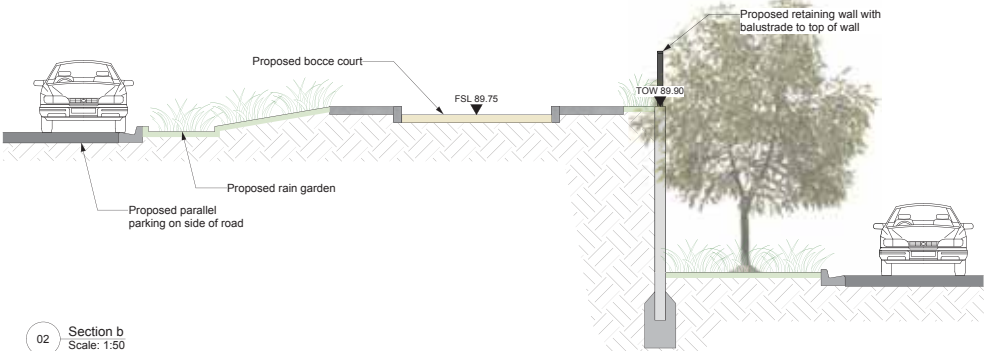 Proposed retaining wall with
balustrade to top of wall
Proposed bocce court
TOW 89.90
FSL 89.75
Proposed rain garden
Proposed parallel
parking on side of road
02
Section b
Scale: 1:50